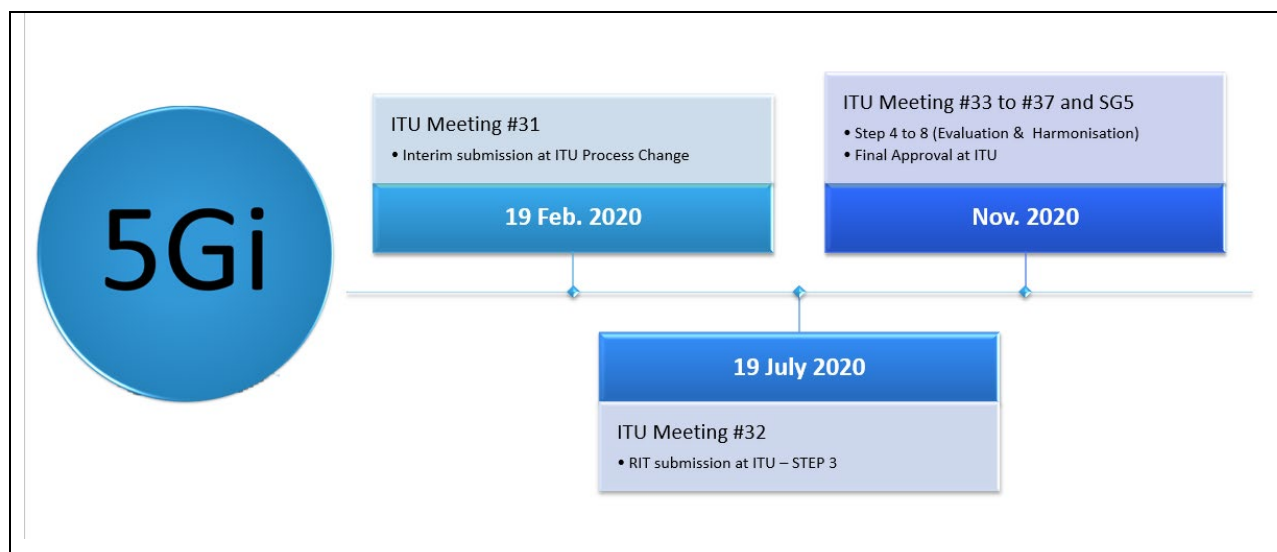 5Gi
ITU Meeting #31
• Interim submission at ITU Process Change
19 Feb. 2020
19 July 2020
ITU Meeting #32
• RIT submission at ITU – STEP 3
ITU Meeting #33 to #37 and SG5
• Step 4 to 8 (Evaluation & Harmonisation)
• Final Approval at ITU
Nov. 2020